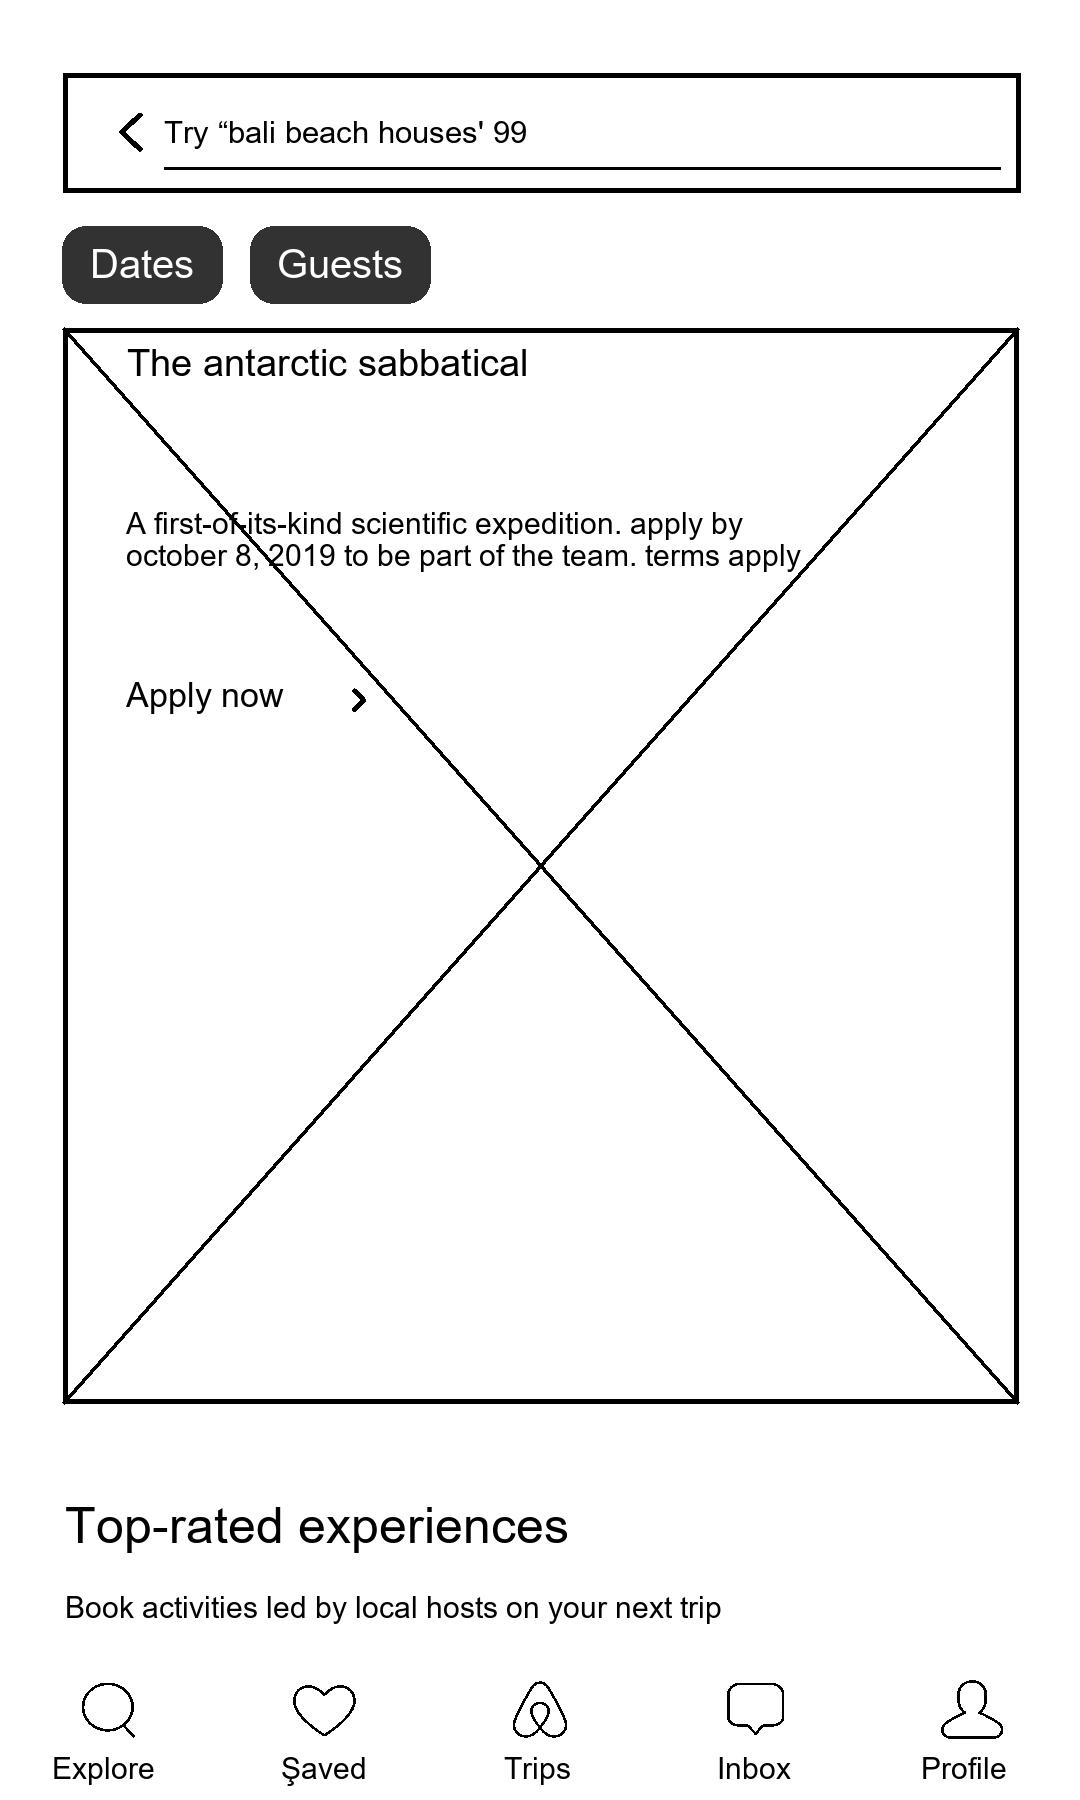 Try “bali beach houses' 99
Dates
Guests
The antarctic sabbatical
A first-of-its-kind scientific expedition. apply by
october 8, 2019 to be part of the team. terms apply
Apply now
Top-rated experiences
Book activities led by local hosts on your next trip
Explore
Şaved
Trips
Inbox
Profile